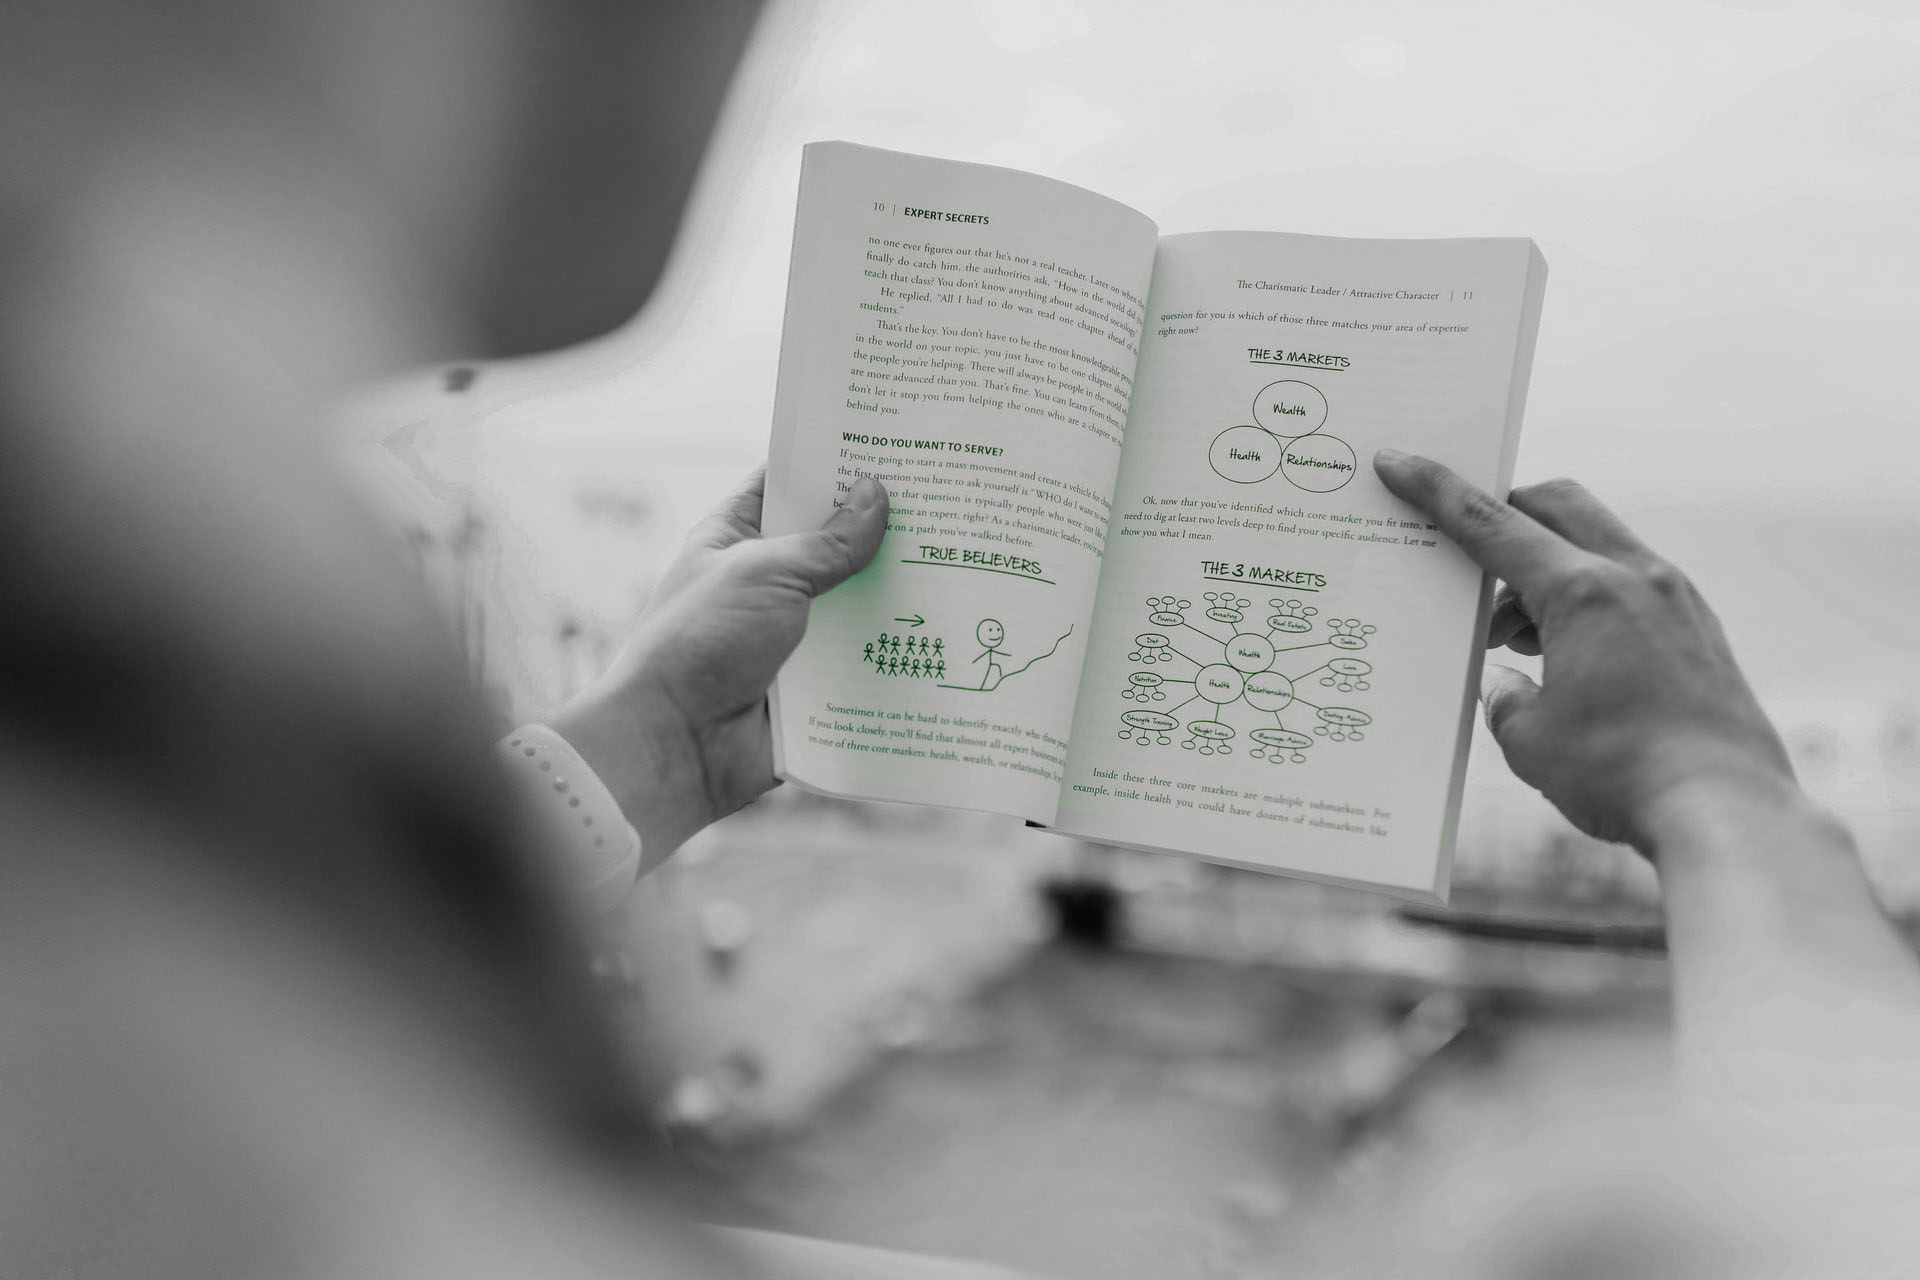 10 | EXPERT SECRETS
no one ever figures out that he's not a real teacher. Later on when
finally do catch him, the authorities ask, "How in the world did
teach that class? You don't know anything about advanced sociology."
He replied, "All I had to do was read one chapter ahead of
students."
That's the key. You don't have to be the most knowledgeable
in the world on your topic, you just have to be one chapter ahead
the people you're helping. There will always be people in the world
are more advanced than you. That's fine. You can learn from them,
don't let it stop you from helping the ones who are a chapter or
behind you.
WHO DO YOU WANT TO SERVE?
If you're going to start a mass movement and create a vehicle for
the first question you have to ask yourself is "WHO do I want to
to that question is typically people who were just like
became an expert, right? As a charismatic leader,
on a path you've walked before.
TRUE BELIEVERS
Sometimes it can be hard to identify exactly who those
If you look closely, you'll find that almost all expert businesses
one of three core markets: health, wealth, or relationships.
The Charismatic Leader / Attractive Character | 11
question for you is which of those three matches your area of expertise
right now?
THE 3 MARKETS
Wealth
Health
Relationships
Ok, now that you've identified which core market you fit into, we
need to dig at least two levels deep to find your specific audience. Let me
show you what I mean.
THE 3 MARKETS
Finance
Investing
Real Estate
Sales
Diet
Wealth
Love
Nutrition
Health
Relationships
Strength Training
Weight Loss
Marriage Advice
Dating Advice
Inside these three core markets are multiple submarkets. For
example, inside health you could have dozens of submarkets like